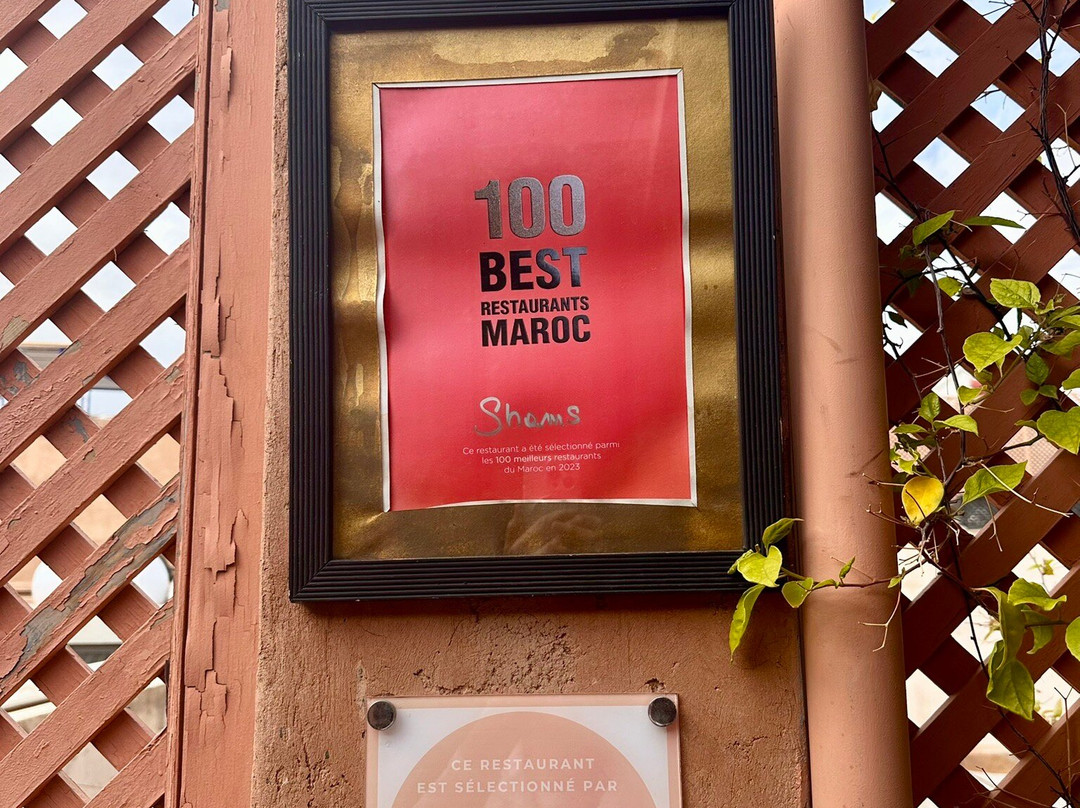 100
BEST
RESTAURANTS
MAROC
Shams
Ce restaurant a été sélectionné parmi
les 100 meilleurs restaurants
du Maroc en 2023
CE RESTAURANT
EST SÉLECTIONNÉ PAR